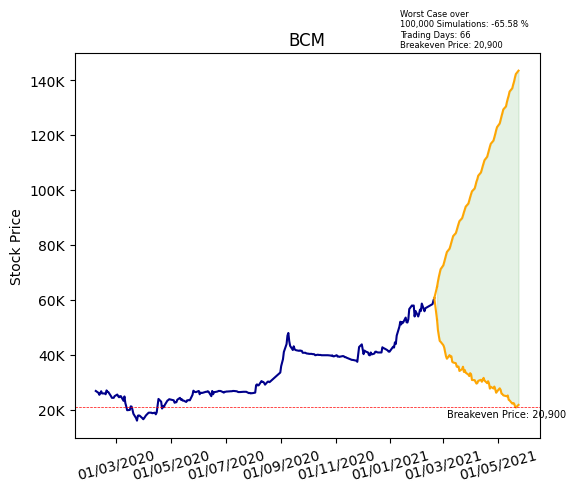 Worst Case over
100,000 Simulations: -65.58 %
Trading Days: 66
Breakeven Price: 20,900
BCM
Stock Price
140K
120K
100K
80K
60K
40K
20K
Breakeven Price: 20,900
01/03/2020
01/05/2020
01/07/2020
01/09/2020
01/11/2020
01/01/2021
01/03/2021
01/05/2021